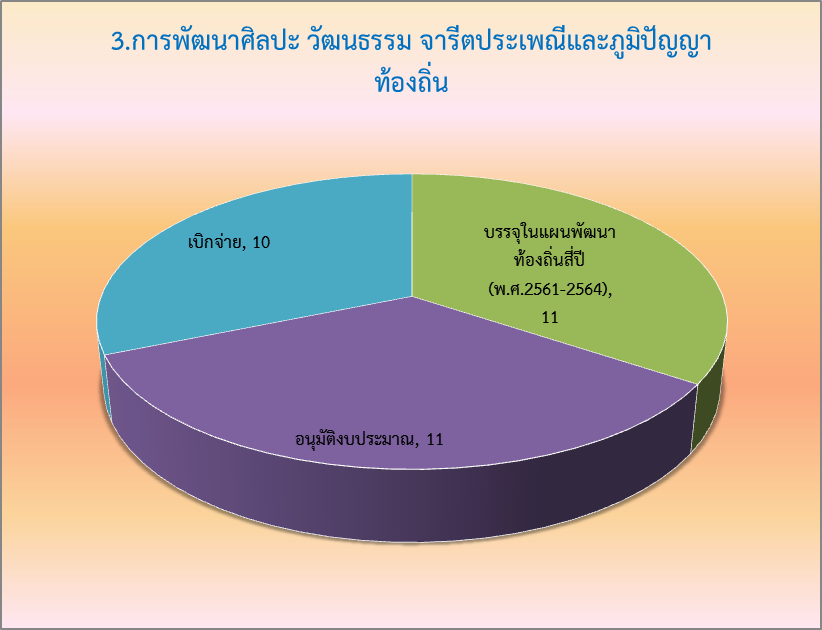 3.การพัฒนาศิลปะ วัฒนธรรม จารีตประเพณีและภูมิปัญญา
ท้องถิ่น
เบิกจ่าย, 10
บรรจุในแผนพัฒนา
ท้องถิ่นสี่ปี
(พ.ศ.2561-2564),
11
อนุมัติงบประมาณ, 11